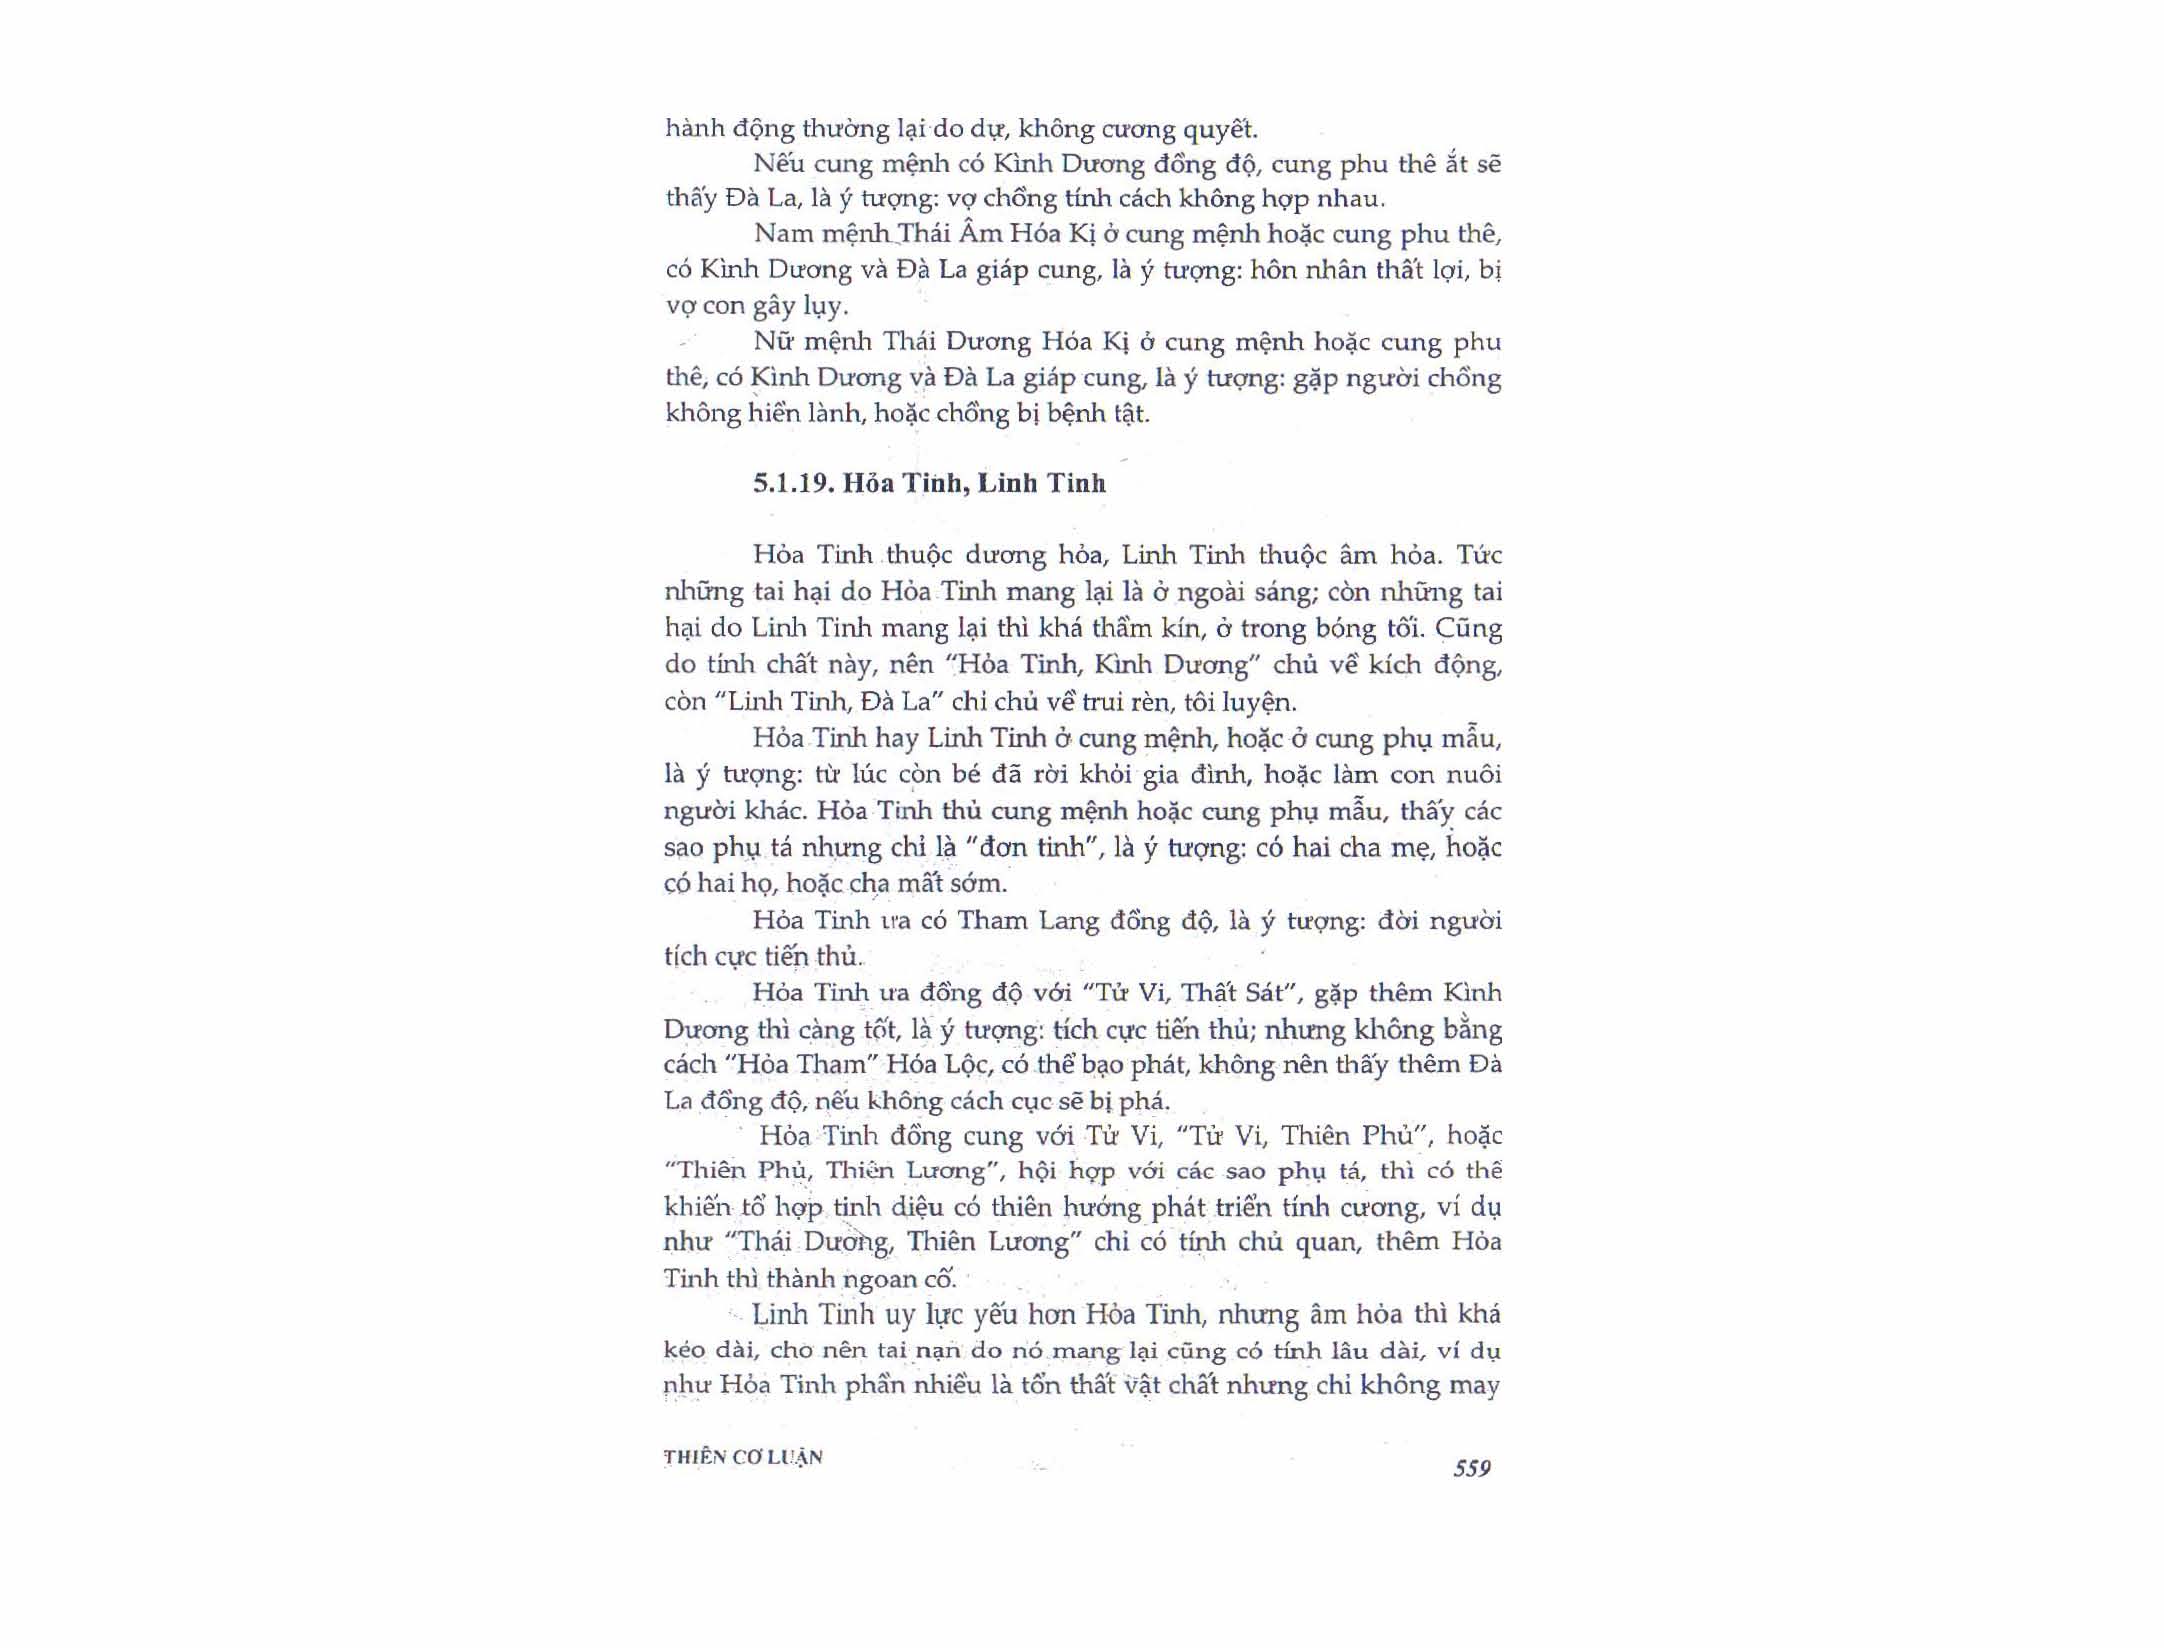 hành động thường lại do dự, không cương quyết.
Nếu cung mệnh có Kình Dương đồng độ, cung phu thê ắt sẽ
thấy Đà La, là ý tượng: vợ chồng tính cách không hợp nhau.
Nam mệnh Thái Âm Hóa Kị ở cung mệnh hoặc cung phu thê,
có Kình Dương và Đà La giáp cung, là ý tượng: hôn nhân thất lợi, bị
vợ con gây lụy.
Nữ mệnh Thái Dương Hóa Kị ở cung mệnh hoặc cung phu
thê, có Kình Dương và Đà La giáp cung, là ý tượng: gặp người chồng
không hiền lành, hoặc chồng bị bệnh tật.
5.1.19. Hỏa Tinh, Linh Tinh
Hỏa Tinh thuộc dương hỏa, Linh Tinh thuộc âm hỏa. Tức
những tai hại do Hỏa Tinh mang lại là ở ngoài sáng; còn những tai
hại do Linh Tinh mang lại thì khá thầm kín, ở trong bóng tối. Cũng
do tính chất này, nên "Hỏa Tinh, Kình Dương" chủ về kích động,
còn "Linh Tinh, Đà La" chỉ chủ về trui rèn, tôi luyện.
Hỏa Tinh hay Linh Tinh ở cung mệnh, hoặc ở cung phụ mẫu,
là ý tượng: từ lúc còn bé đã rời khỏi gia đình, hoặc làm con nuôi
người khác. Hỏa Tinh thủ cung mệnh hoặc cung phụ mẫu, thấy các
sao phụ tá nhưng chỉ là "đơn tinh", là ý tượng: có hai cha mẹ, hoặc
có hai họ, hoặc cha mất sớm.
Hỏa Tinh ưa có Tham Lang đồng độ, là ý tượng: đời người
tích cực tiến thủ.
Hỏa Tinh ưa đồng độ với "Tử Vi, Thất Sát", gặp thêm Kình
Dương thì càng tốt, là ý tượng: tích cực tiến thủ; nhưng không bằng
cách "Hỏa Tham" Hóa Lộc, có thể bạo phát, không nên thấy thêm Đà
La đồng độ, nếu không cách cục sẽ bị phá.
Hỏa Tinh đồng cung với Tử Vi, "Tử Vi, Thiên Phủ", hoặc
"Thiên Phủ, Thiên Lương", hội hợp với các sao phụ tá, thì có thể
khiến tổ hợp tinh diệu có thiên hướng phát triển tính cương, ví dụ
như "Thái Dương, Thiên Lương" chỉ có tính chủ quan, thêm Hỏa
Tinh thì thành ngoan cố.
Linh Tinh uy lực yếu hơn Hỏa Tinh, nhưng âm hỏa thì khá
kéo dài, cho nên tai nạn do nó mang lại cũng có tính lâu dài, ví dụ
như Hỏa Tinh phần nhiều là tổn thất vật chất nhưng chỉ không may
THIÊN CƠ LUẬN
559